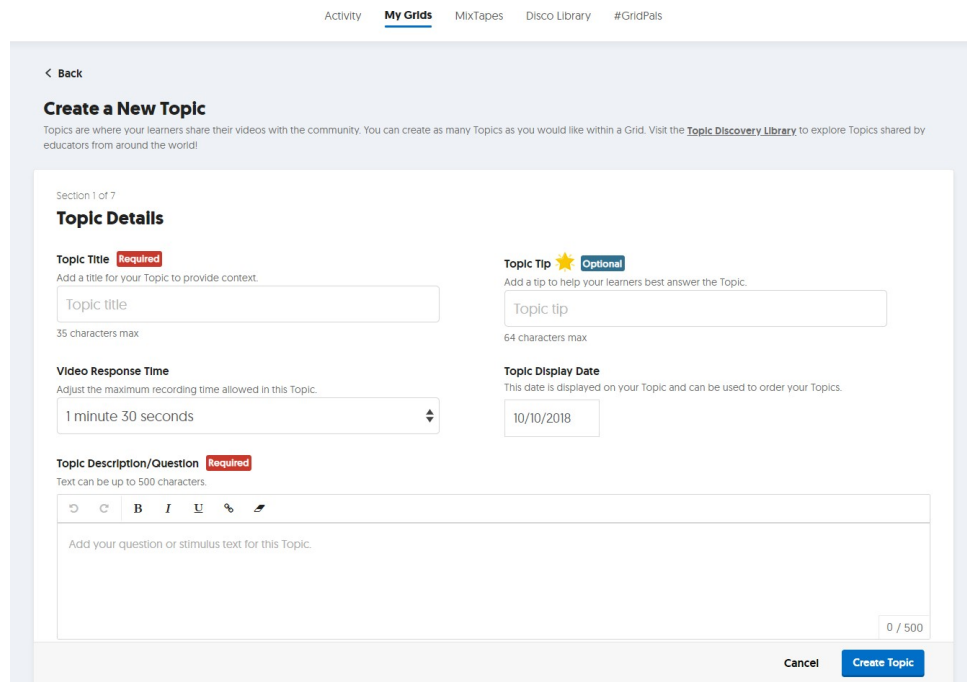 Activity My Grids MixTapes Disco Library #GridPals
< Back
Create a New Topic
Topics are where your learners share their videos with the community. You can create as many Topics as you would like within a Grid. Visit the Topic Discovery Library to explore Topics shared by
educators from around the world!
Section 1 of 7
Topic Details
Topic Title Required
Add a title for your Topic to provide context.
Topic title
35 characters max
Topic Tip Optional
Add a tip to help your learners best answer the Topic.
Topic tip
64 characters max
Video Response Time
Adjust the maximum recording time allowed in this Topic.
1 minute 30 seconds
Topic Display Date
This date is displayed on your Topic and can be used to order your Topics.
10/10/2018
Topic Description/Question Required
Text can be up to 500 characters.
B I U
Add your question or stimulus text for this Topic.
0 / 500
Cancel Create Topic